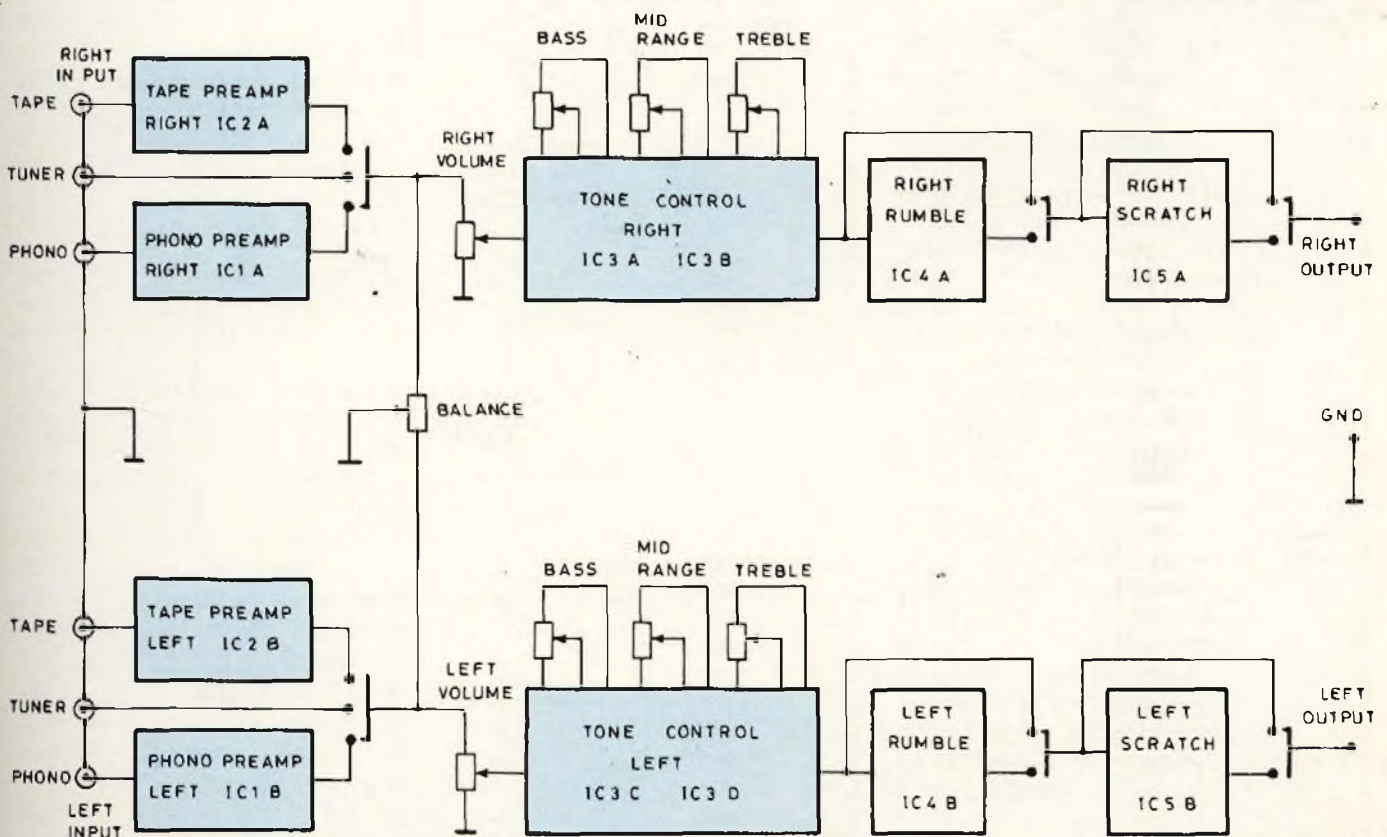 RIGHT
IN PUT
TAPE
TUNER
PHONO
TAPE PREAMP
RIGHT IC2 A
PHONO PREAMP
RIGHT IC1 A
RIGHT
VOLUME
BASS
MID
RANGE
TREBLE
TONE CONTROL
RIGHT
IC3 A IC3 B
RIGHT
RUMBLE
IC4 A
RIGHT
SCRATCH
IC5 A
RIGHT
OUTPUT
BALANCE
GND
TAPE
TUNER
PHONO
LEFT
INPUT
TAPE PREAMP
LEFT IC2 B
PHONO PREAMP
LEFT IC1 B
LEFT
VOLUME
BASS
MID
RANGE
TREBLE
TONE CONTROL
LEFT
IC3 C IC3 D
LEFT
RUMBLE
IC4 B
LEFT
SCRATCH
IC5 B
LEFT
OUTPUT